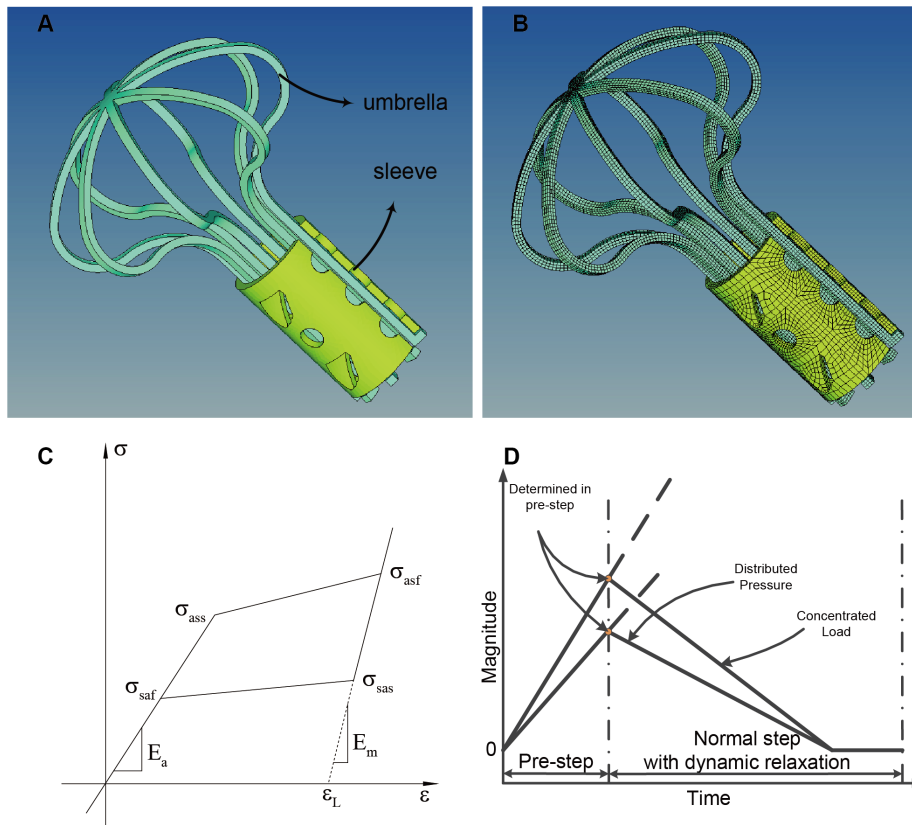 A
umbrella
sleeve
B
C
σ
σass
σasf
σsaf
σsas
Ea
Em
εL
ε
D
Determined in
pre-step
Distributed
Pressure
Concentrated
Load
Magnitude
0
Pre-step
Normal step
with dynamic relaxation
Time